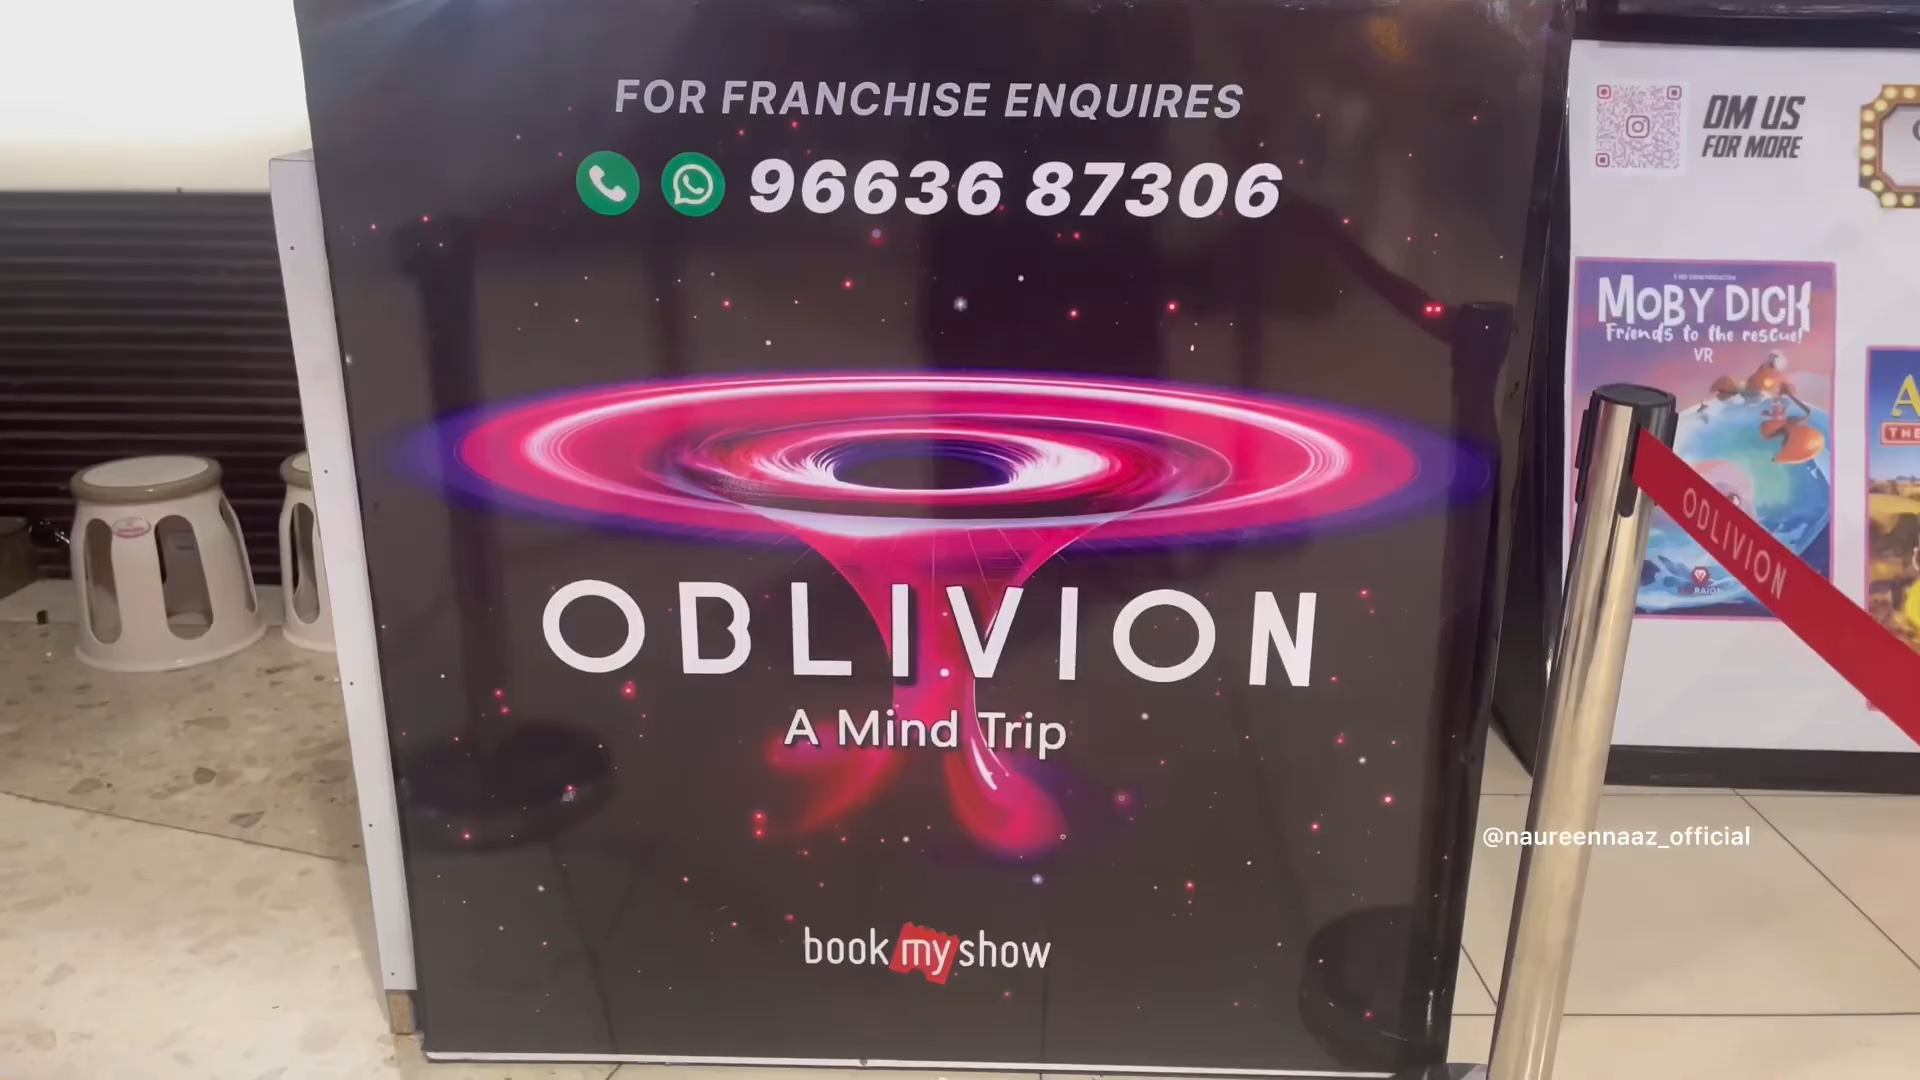 FOR FRANCHISE ENQUIRES
96636 87306
OBLIVION
A Mind Trip
book my show
DM US
FOR MORE
MOBY DICK
Friends to the rescue!
VR
OBLIVION
@naureennaaz_official